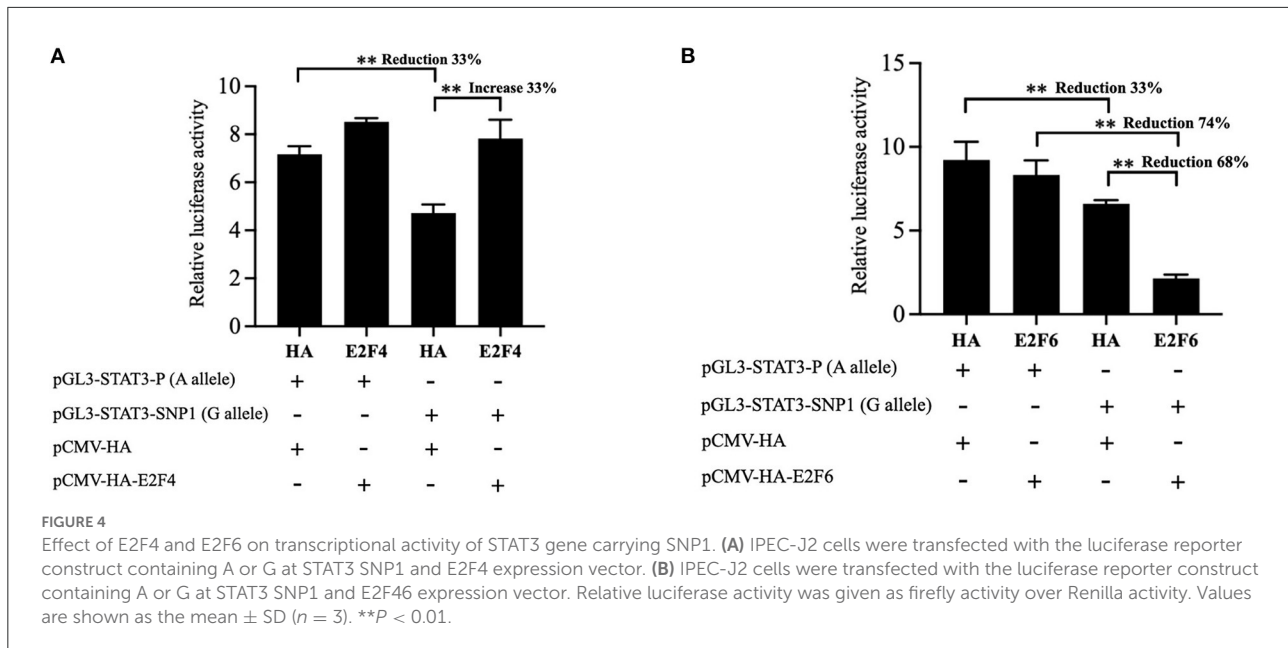 A
** Reduction 33%
** Increase 33%
Relative luciferase activity
10
8
6
4
2
0
HA E2F4 HA E2F4
pGL3-STAT3-P (A allele) + + - -
pGL3-STAT3-SNP1 (G allele) - - + +
pCMV-HA + - + -
pCMV-HA-E2F4 - + - +
B
** Reduction 33%
** Reduction 74%
** Reduction 68%
Relative luciferase activity
15
10
5
0
HA E2F6 HA E2F6
pGL3-STAT3-P (A allele) + + - -
pGL3-STAT3-SNP1 (G allele) - - + +
pCMV-HA + - + -
pCMV-HA-E2F6 - + - +
FIGURE 4
Effect of E2F4 and E2F6 on transcriptional activity of STAT3 gene carrying SNP1. (A) IPEC-J2 cells were transfected with the luciferase reporter
construct containing A or G at STAT3 SNP1 and E2F4 expression vector. (B) IPEC-J2 cells were transfected with the luciferase reporter construct
containing A or G at STAT3 SNP1 and E2F46 expression vector. Relative luciferase activity was given as firefly activity over Renilla activity. Values
are shown as the mean ± SD (n = 3). **P < 0.01.